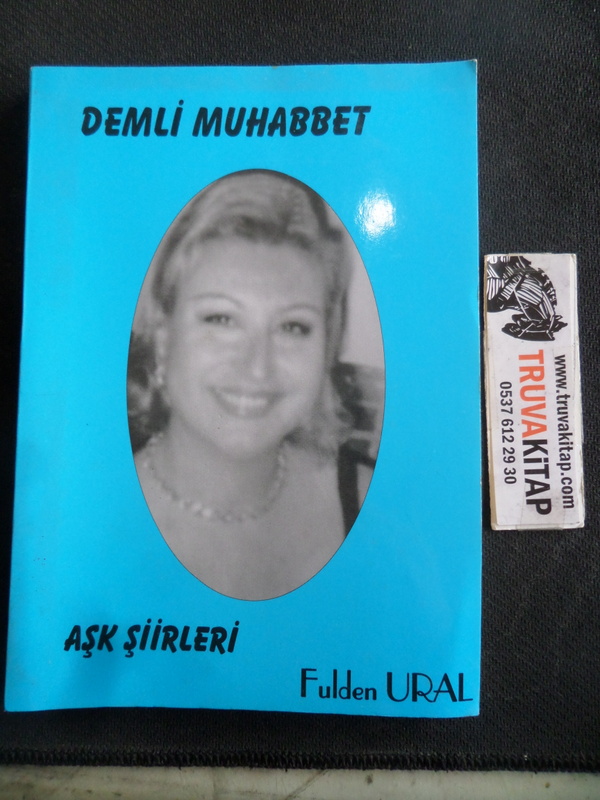 DEMLİ MUHABBET
AŞK ŞİİRLERİ
Fulden URAL
www.truvakitap.com
TRUVAKİTAP
0537 612 29 30